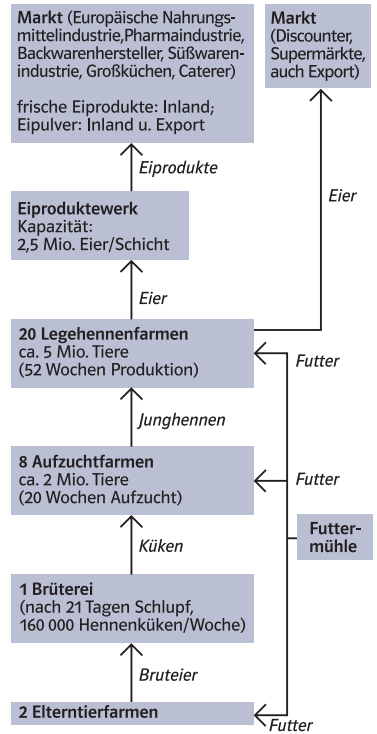 Markt (Europäische Nahrungs-
mittelindustrie,Pharmaindustrie,
Backwarenhersteller, Süßwaren-
industrie, Großküchen, Caterer)
frische Eiprodukte: Inland;
Eipulver: Inland u. Export
Markt
(Discounter,
Supermärkte,
auch Export)
Eiprodukte
Eiproduktewerk
Kapazität:
2,5 Mio. Eier/Schicht
Eier
Eier
20 Legehennenfarmen
ca. 5 Mio. Tiere
(52 Wochen Produktion)
Futter
Junghennen
8 Aufzuchtfarmen
ca. 2 Mio. Tiere
(20 Wochen Aufzucht)
Futter
Futter-
mühle
Küken
1 Brüterei
(nach 21 Tagen Schlupf,
160 000 Hennenküken/Woche)
Bruteier
2 Elterntierfarmen
Futter